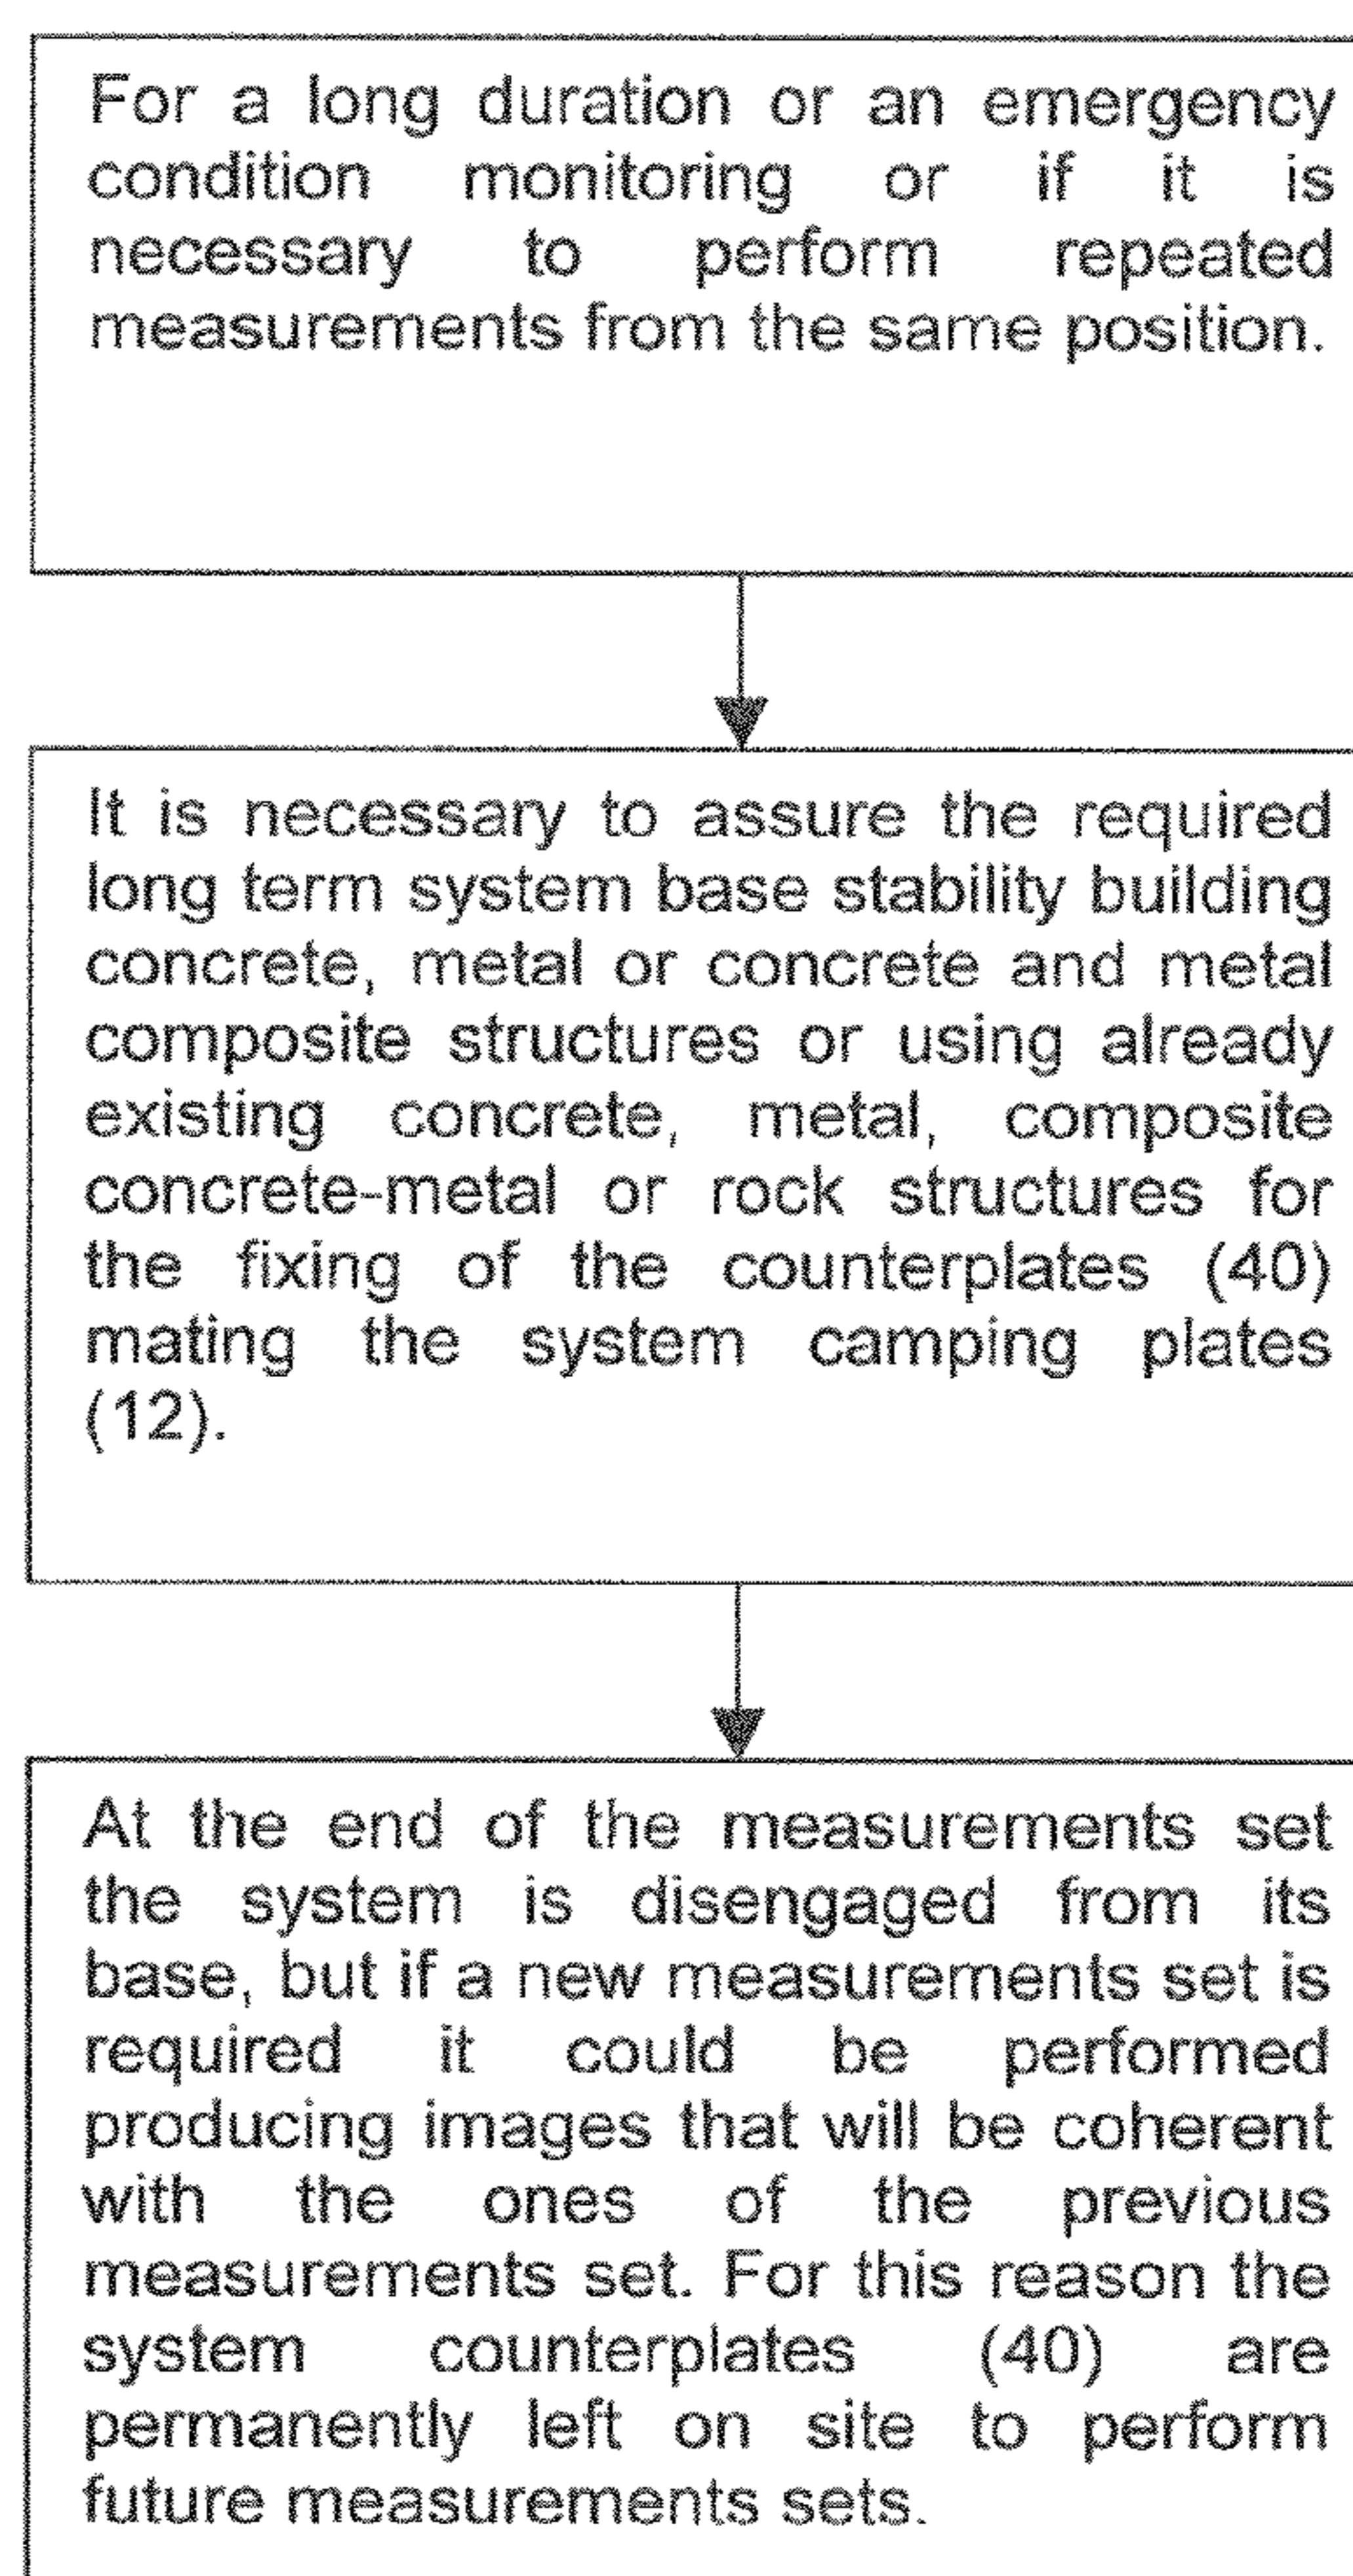 For a long duration or an emergency
condition monitoring or if it is
necessary to perform repeated
measurements from the same position.
It is necessary to assure the required
long term system base stability building
concrete, metal or concrete and metal
composite structures or using already
existing concrete, metal, composite
concrete-metal or rock structures for
the fixing of the counterplates (40)
mating the system camping plates
(12).
At the end of the measurements set
the system is disengaged from its
base, but if a new measurements set is
required it could be performed
producing images that will be coherent
with the ones of the previous
measurements set. For this reason the
system counterplates (40) are
permanently left on site to perform
future measurements sets.